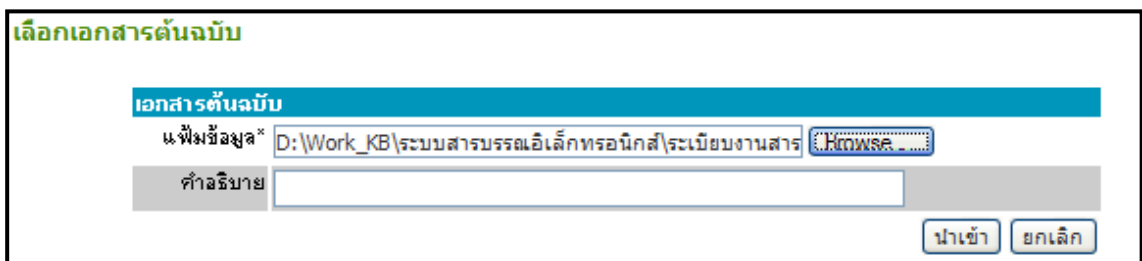 เลือกเอกสารต้นฉบับ
เอกสารต้นฉบับ
แฟ้มข้อมูล* D:\Work_KB\ระบบสารบรรณอิเล็กทรอนิกส์\ระเบียบงานสาร Browse...
คำอธิบาย
นำเข้า ยกเลิก